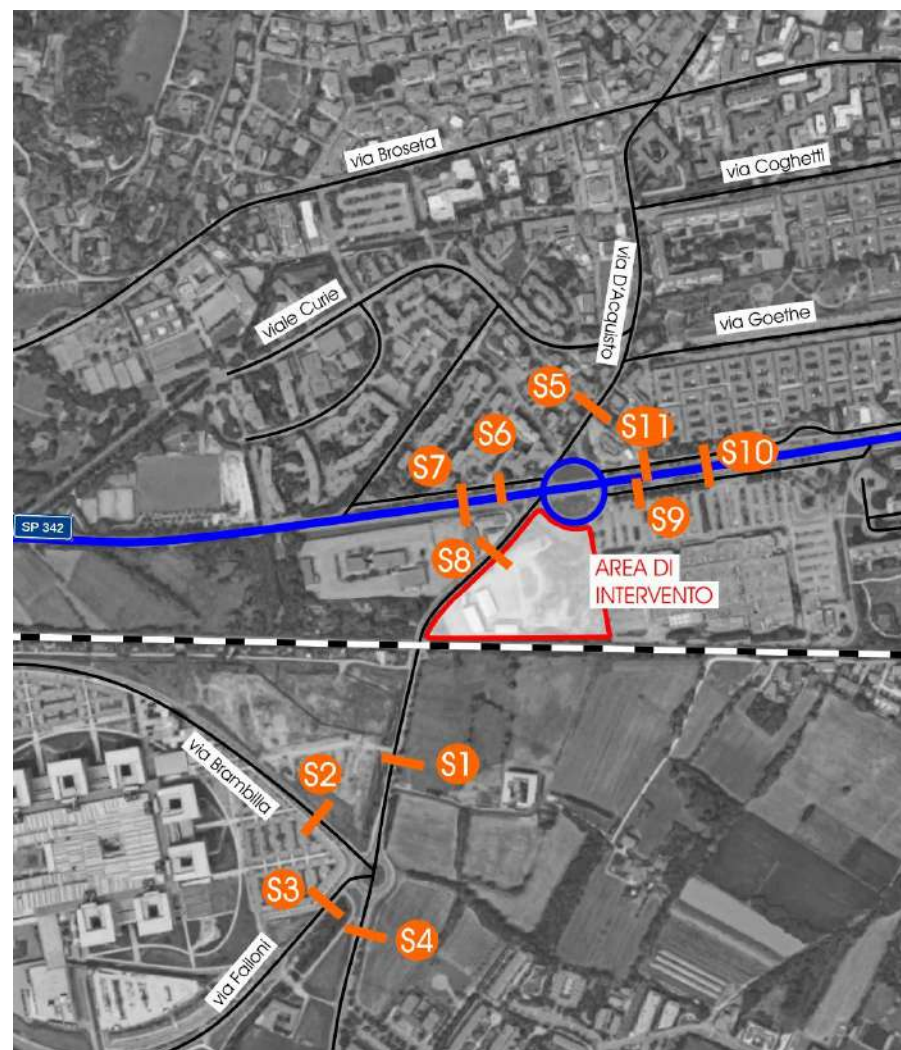 via Broseta
via Coghetti
via D'Acquisto
viale Curie
via Goethe
S5
S11
S6
S10
S7
SP 342
S9
S8
AREA DI
INTERVENTO
via Brambilla
S2
S1
S3
S4
via Failoni